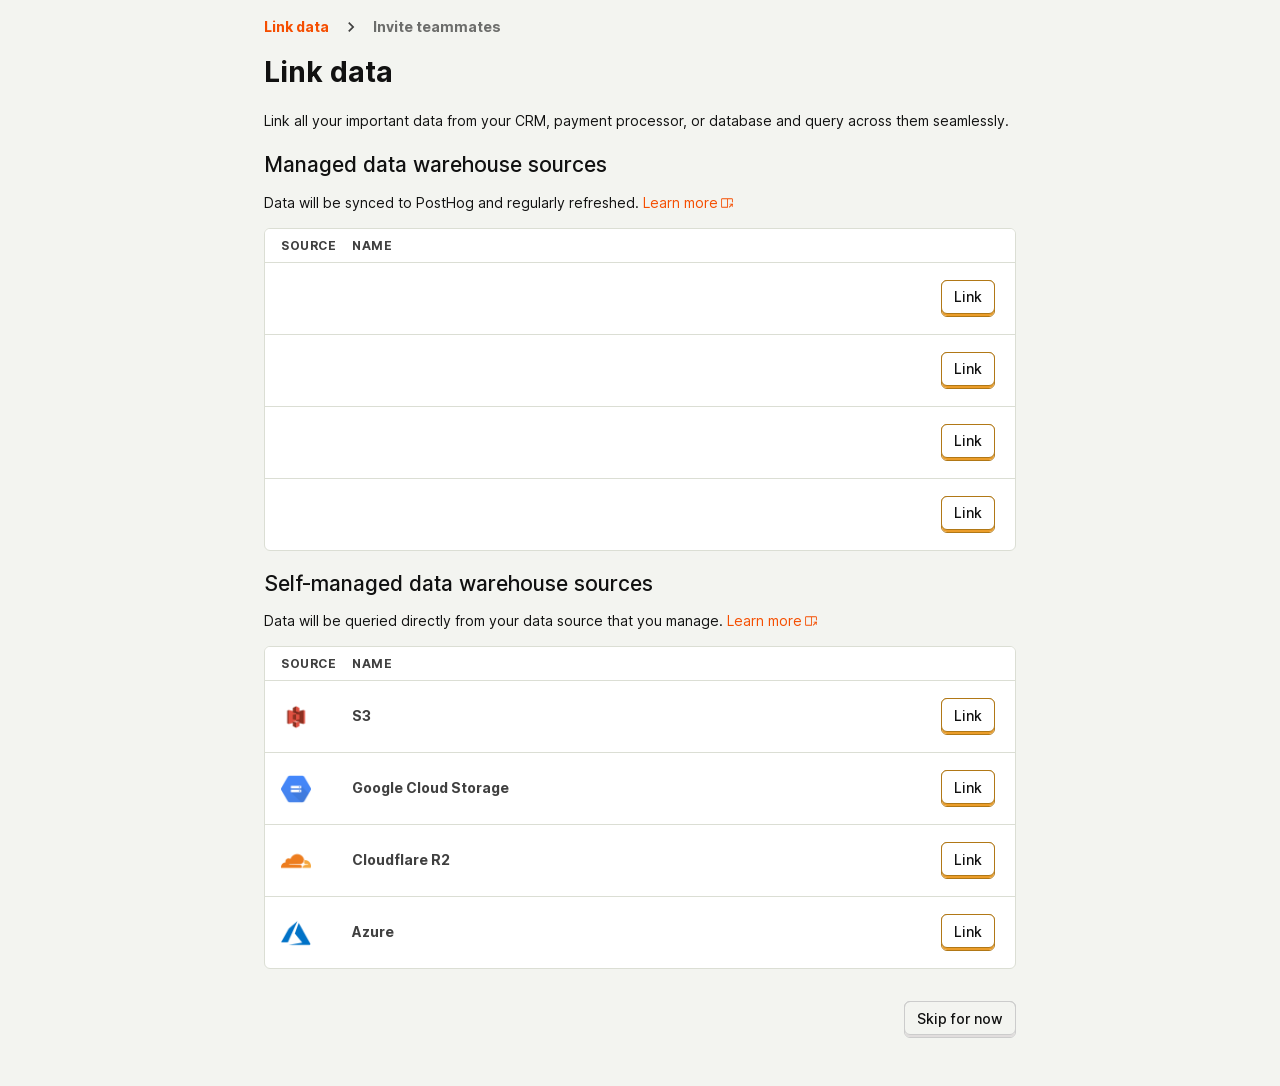 Link data > Invite teammates
Link data
Link all your important data from your CRM, payment processor, or database and query across them seamlessly.
Managed data warehouse sources
Data will be synced to PostHog and regularly refreshed. Learn more
SOURCE NAME
Link
Link
Link
Link
Self-managed data warehouse sources
Data will be queried directly from your data source that you manage. Learn more
SOURCE NAME
S3 Link
Google Cloud Storage Link
Cloudflare R2 Link
Azure Link
Skip for now